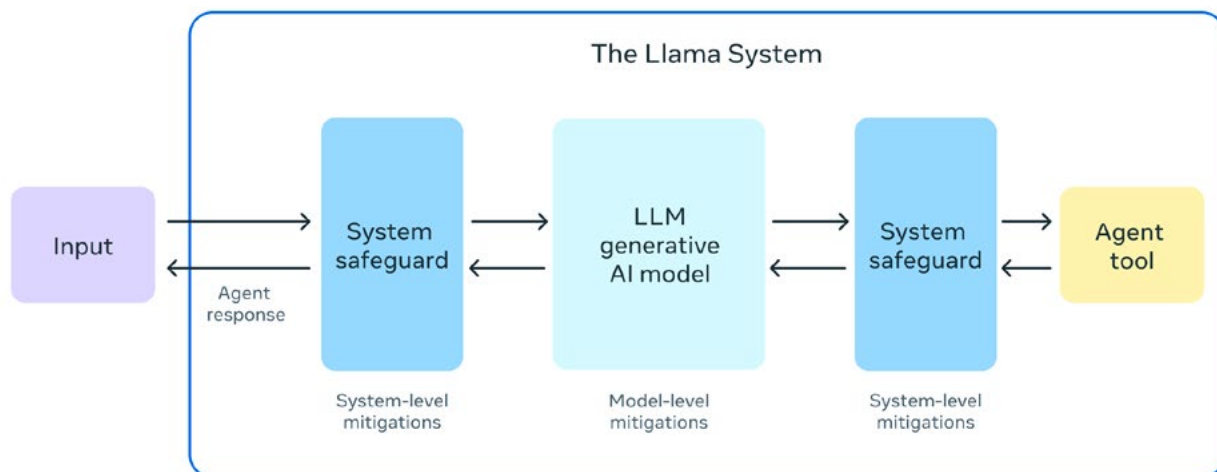 The Llama System
Input
System
safeguard
LLM
generative
AI model
System
safeguard
Agent
tool
Agent
response
System-level
mitigations
Model-level
mitigations
System-level
mitigations